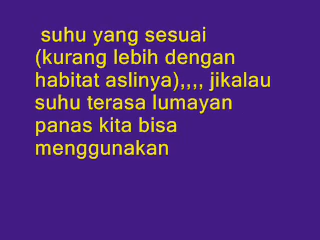 suhu yang sesuai
(kurang lebih dengan
habitat aslinya),,,, jikalau
suhu terasa lumayan
panas kita bisa
menggunakan